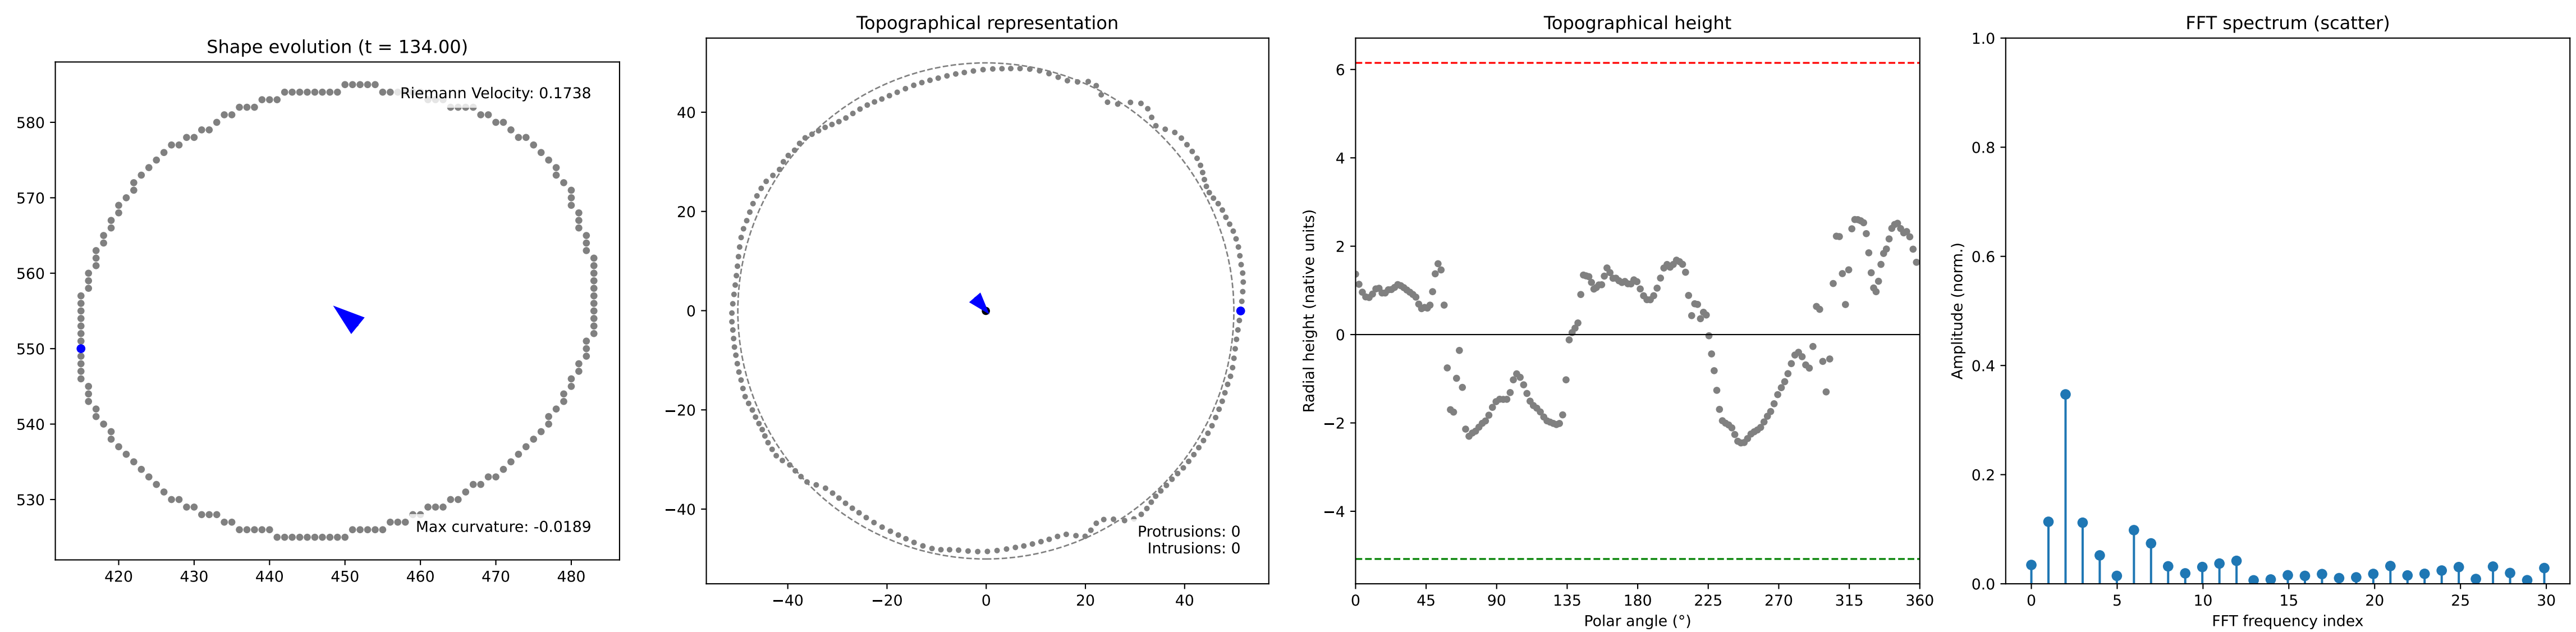 Shape evolution (t = 134.00)
Riemann Velocity: 0.1738
Max curvature: -0.0189
580
570
560
550
540
530
420 430 440 450 460 470 480
Topographical representation
40
20
0
−20
−40
Protrusions: 0
Intrusions: 0
−40 −20 0 20 40
Topographical height
Radial height (native units)
6
4
2
0
−2
−4
0 45 90 135 180 225 270 315 360
Polar angle (°)
FFT spectrum (scatter)
Amplitude (norm.)
1.0
0.8
0.6
0.4
0.2
0.0
0 5 10 15 20 25 30
FFT frequency index